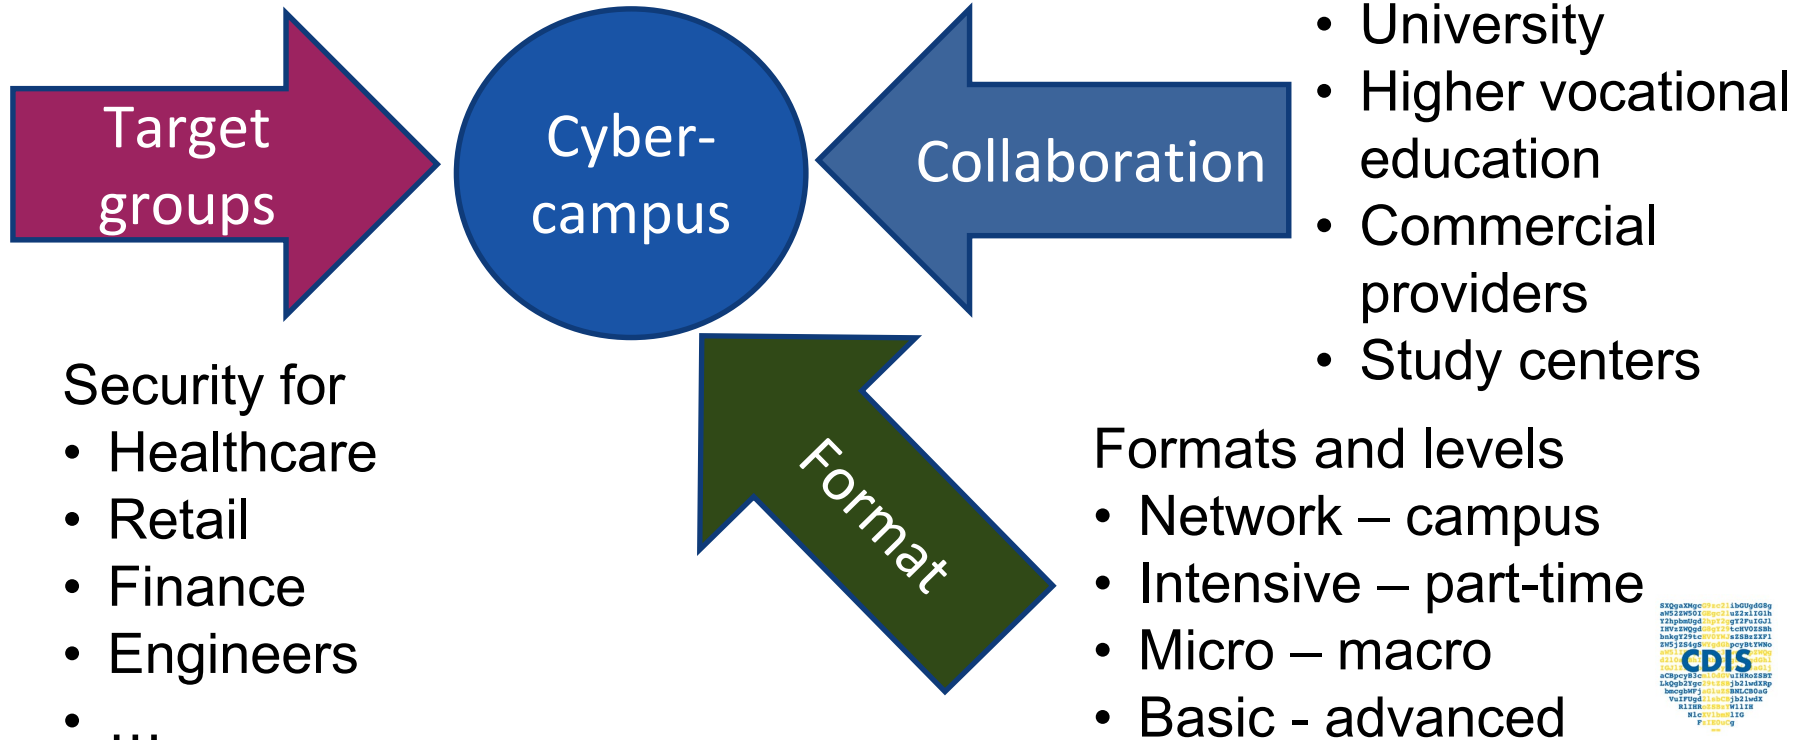 Target
groups
Cyber-
campus
Collaboration
• University
• Higher vocational
education
• Commercial
providers
• Study centers
Format
Security for
• Healthcare
• Retail
• Finance
• Engineers
• ...
Formats and levels
• Network – campus
• Intensive – part-time
• Micro – macro
• Basic - advanced
CDIS